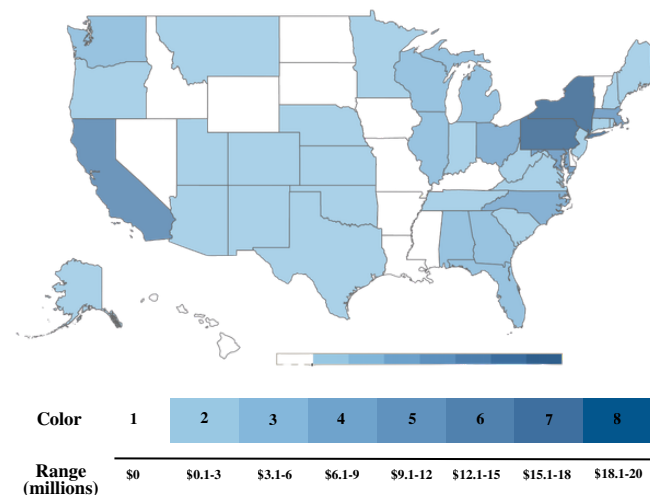 Color 1 2 3 4 5 6 7 8
Range $0 $0.1-3 $3.1-6 $6.1-9 $9.1-12 $12.1-15 $15.1-18 $18.1-20
(millions)